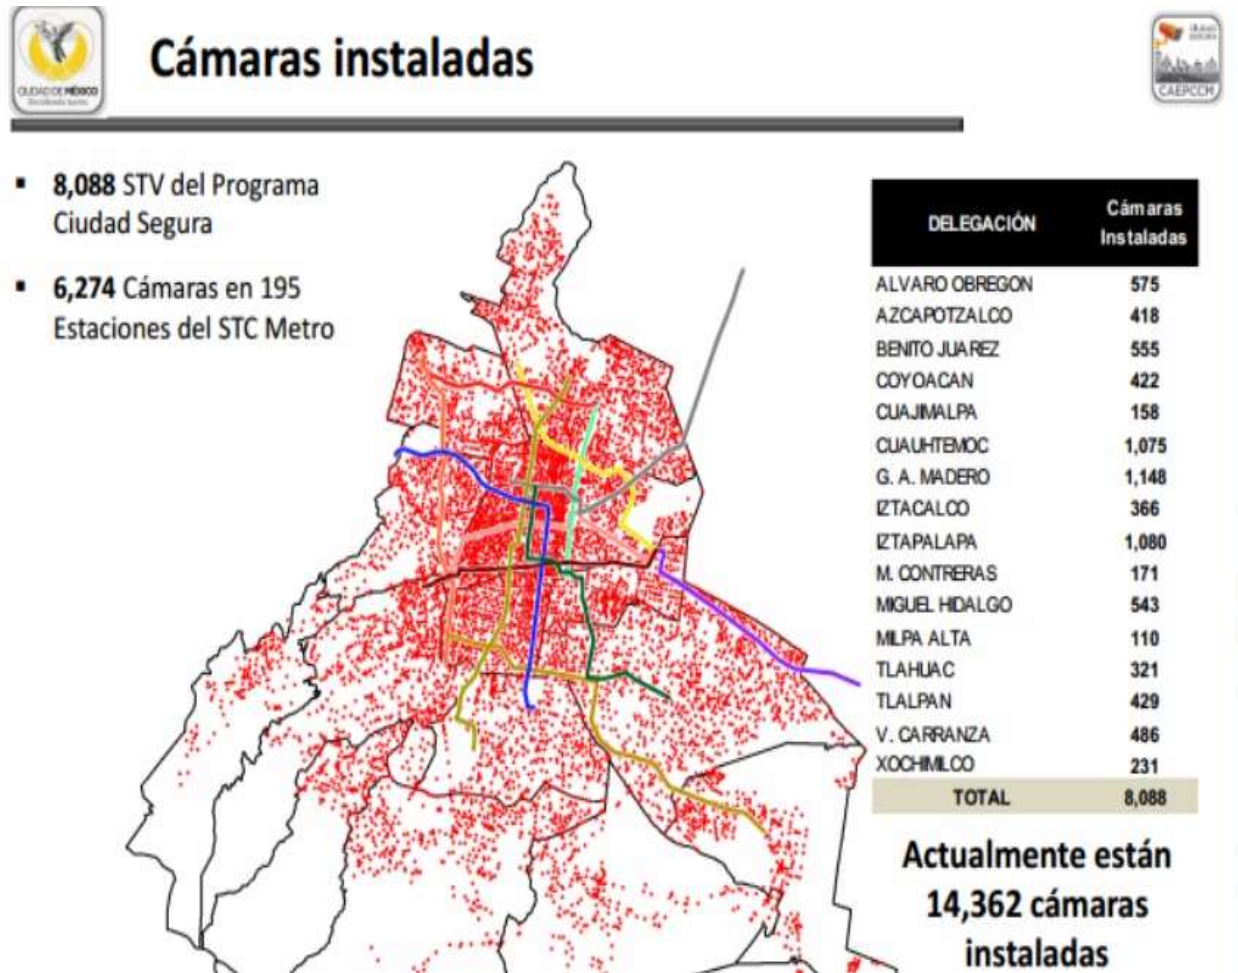 CIUDAD DE MÉXICO
Cámaras instaladas
CAEPCCM
▪ 8,088 STV del Programa
Ciudad Segura
▪ 6,274 Cámaras en 195
Estaciones del STC Metro
DELEGACIÓN Cámaras
Instaladas
ALVARO OBREGON 575
AZCAPOTZALCO 418
BENITO JUAREZ 555
COYOACAN 422
CUAJIMALPA 158
CUAUHTEMOC 1,075
G. A. MADERO 1,148
IZTACALCO 366
IZTAPALAPA 1,080
M. CONTRERAS 171
MIGUEL HIDALGO 543
MILPA ALTA 110
TLAHUAC 321
TLALPAN 429
V. CARRANZA 486
XOCHIMILCO 231
TOTAL 8,088
Actualmente están
14,362 cámaras
instaladas